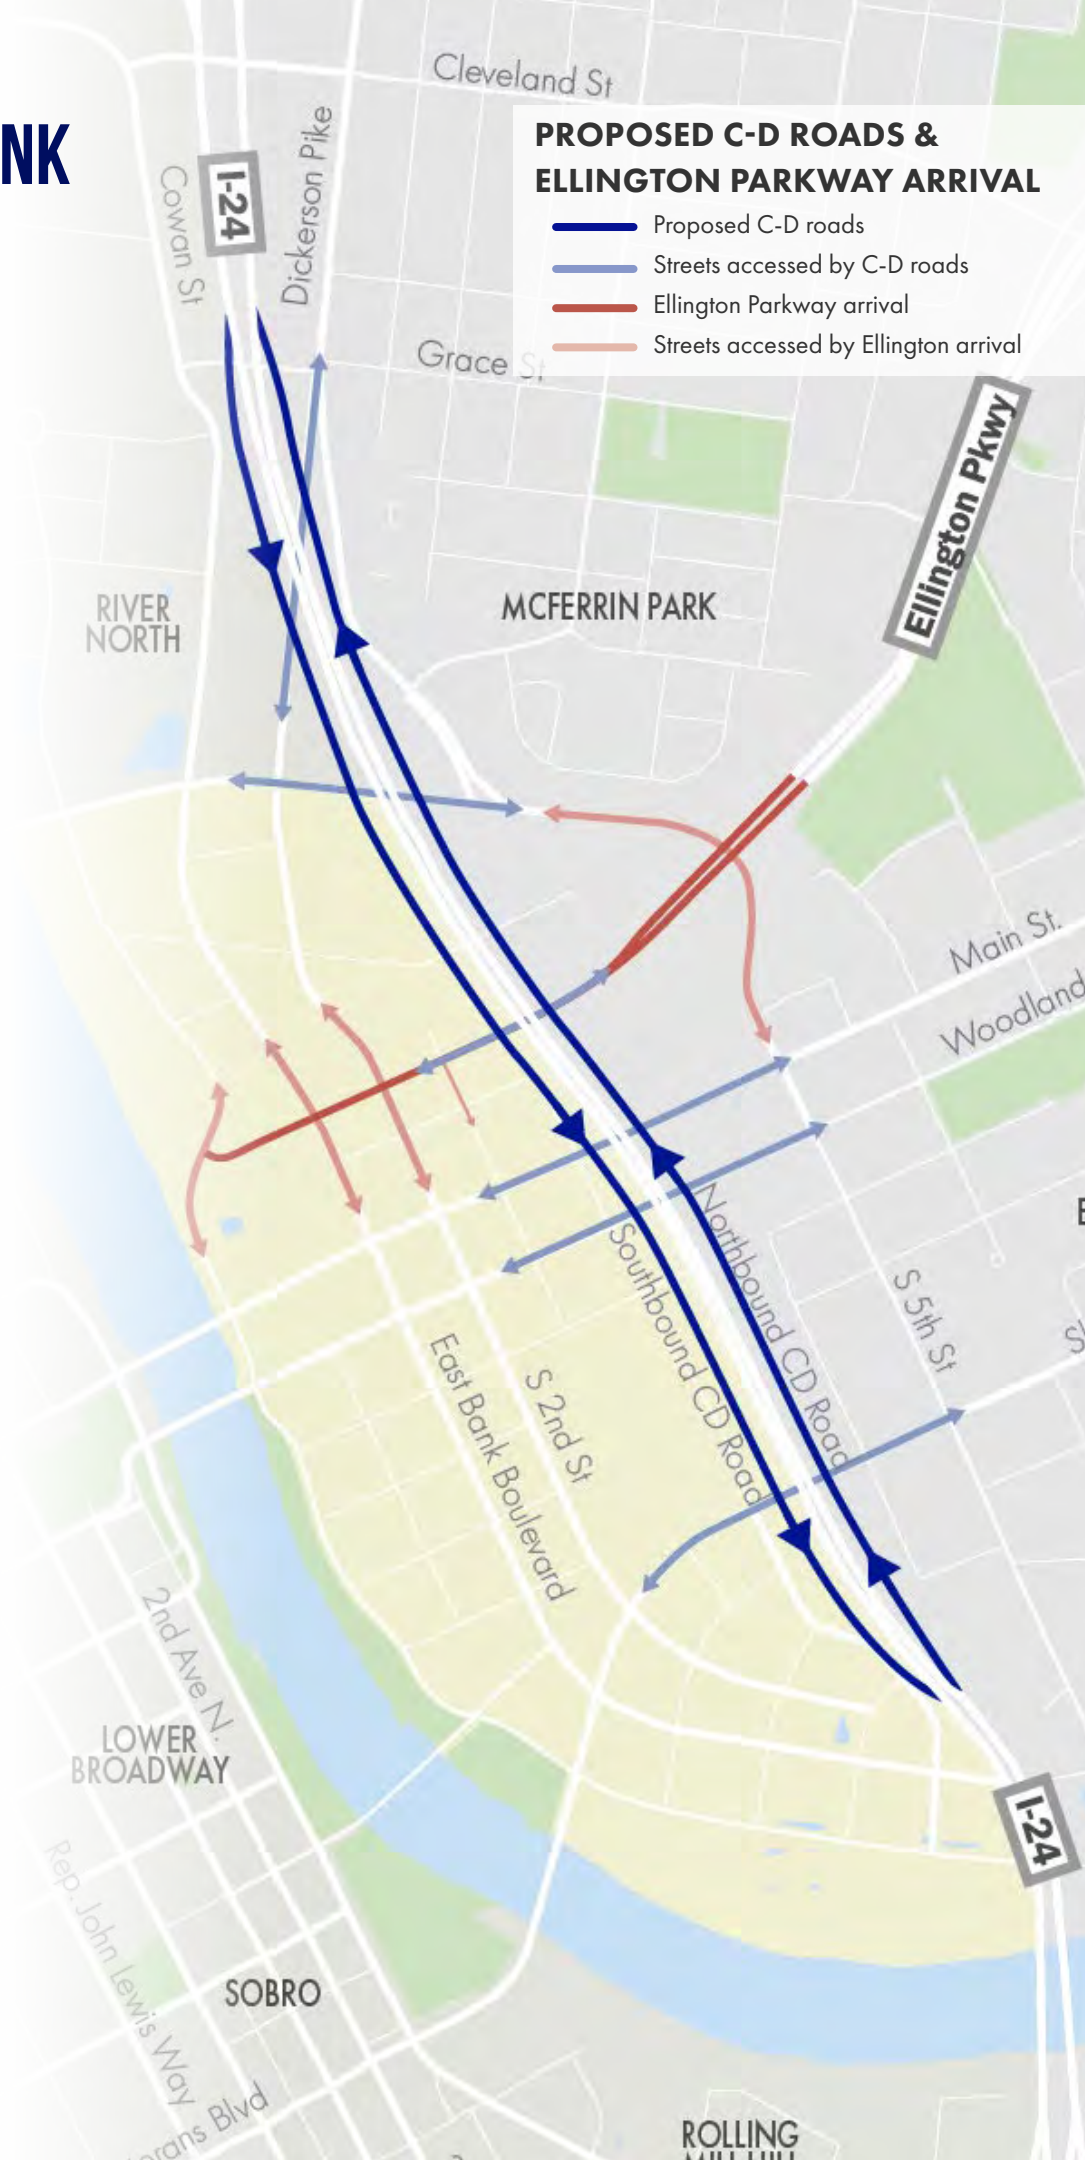 Cleveland St
NK
PROPOSED C-D ROADS &
ELLINGTON PARKWAY ARRIVAL
Proposed C-D roads
Streets accessed by C-D roads
Ellington Parkway arrival
Streets accessed by Ellington arrival
Cowan St
I-24
Dickerson Pike
Grace St
Ellington Pkwy
RIVER
NORTH
MCFERRIN PARK
Main St.
Woodland
Northbound CD Road
Southbound CD Road
S 5th St
East Bank Boulevard
S 2nd St
2nd Ave N.
LOWER
BROADWAY
I-24
Rep. John Lewis Way
SOBRO
Blvd
ROLLING